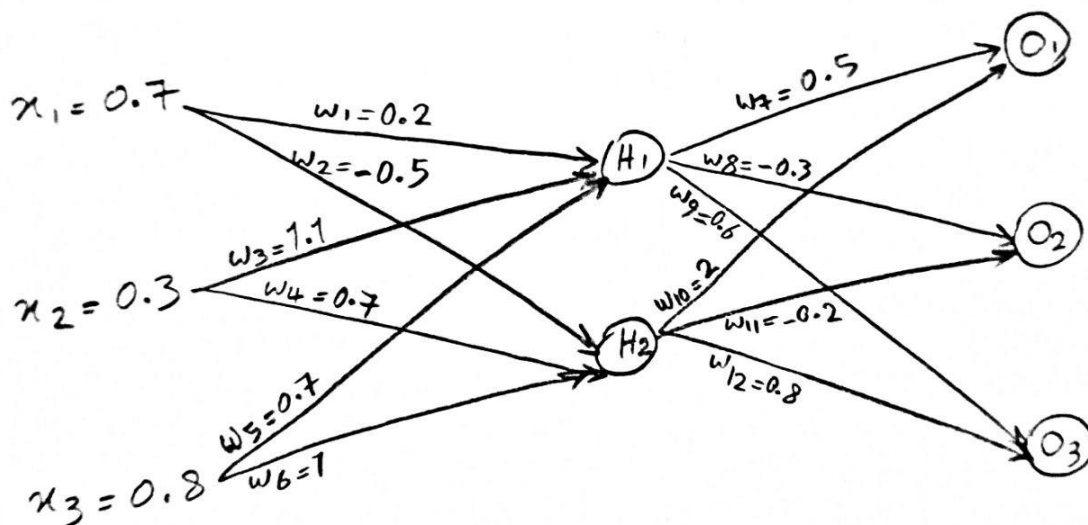 x1 = 0.7
w1 = 0.2
w2 = -0.5
x2 = 0.3
w3 = 1.1
w4 = 0.7
x3 = 0.8
w5 = 0.7
w6 = 1
H1
H2
w7 = 0.5
w8 = -0.3
w9 = 0.6
w10 = 2
w11 = -0.2
w12 = 0.8
O1
O2
O3